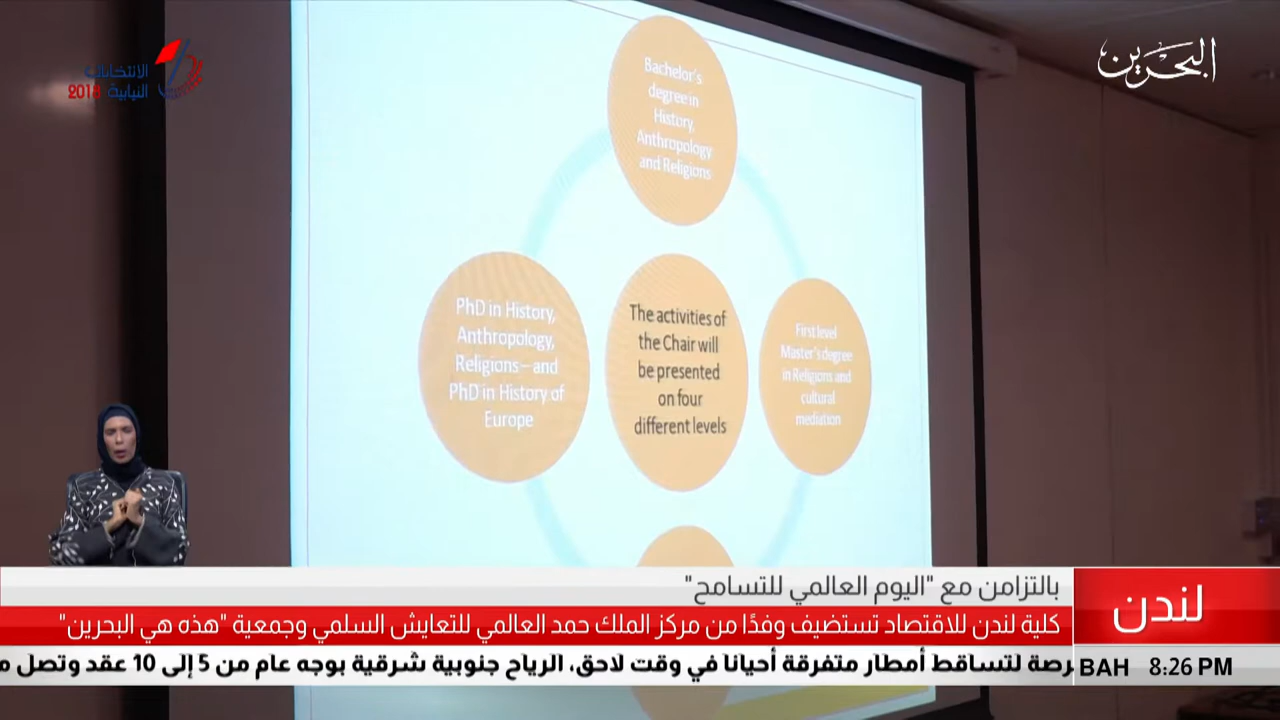 الانتخابات
النيابية 2018
البحرين
Bachelor's
degree in
History,
Anthropology
and Religions
PhD in History,
Anthropology,
Religions – and
PhD in History of
Europe
The activities of
the Chair will
be presented
on four
different levels
First level
Master's degree
in Religions and
cultural
mediation
بالتزامن مع "اليوم العالمي للتسامح"
لندن
كلية لندن للاقتصاد تستضيف وفدًا من مركز الملك حمد العالمي للتعايش السلمي وجمعية "هذه هي البحرين"
لتساقط أمطار متفرقة أحيانا في وقت لاحق، الرياح جنوبية شرقية بوجه عام من 5 إلى 10 عقد وتصل
BAH 8:26 PM